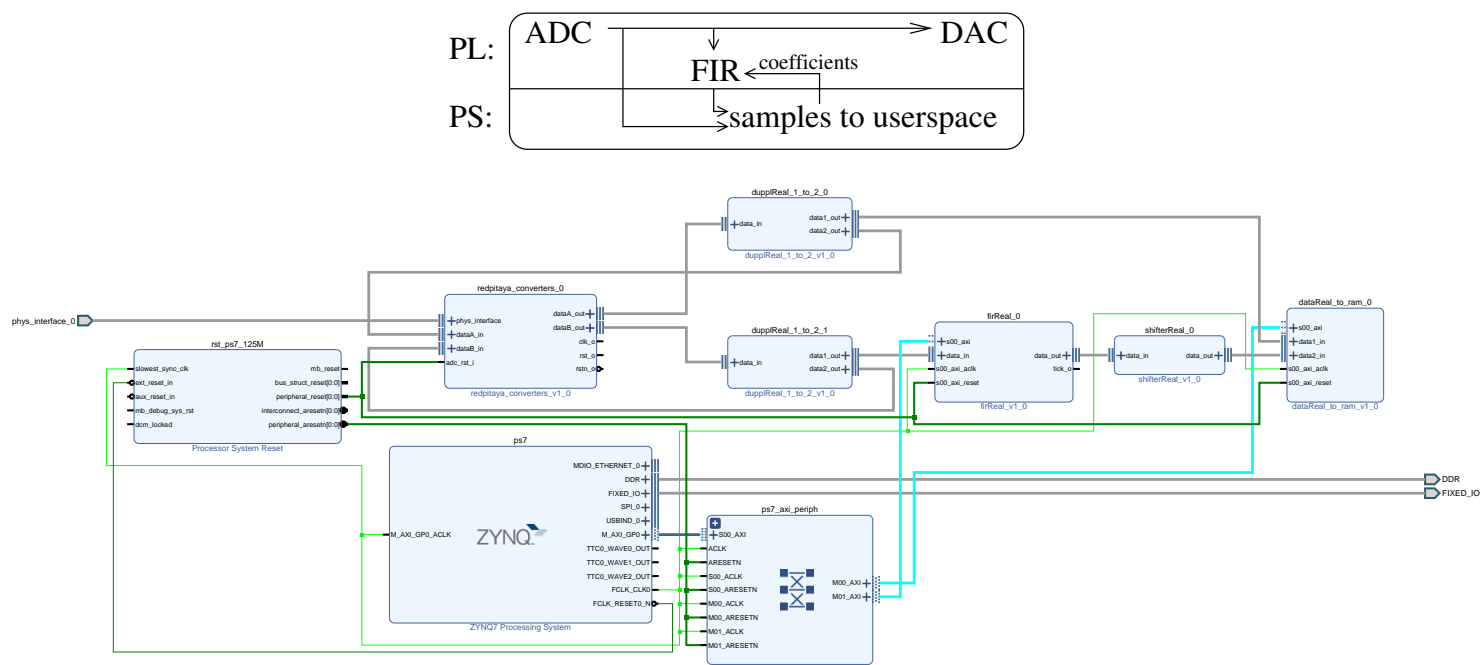 PL:
ADC
DAC
FIR
coefficients
PS:
samples to userspace
dupplReal_1_to_2_0
data_in
data1_out
data2_out
dupplReal_1_to_2_v1_0
phys_interface_0
redpitaya_converters_0
phys_interface
dataA_in
dataB_in
adc_rst_i
dataA_out
dataB_out
clk_o
rst_o
rstn_o
redpitaya_converters_v1_0
dupplReal_1_to_2_1
data_in
data1_out
data2_out
dupplReal_1_to_2_v1_0
firReal_0
s00_axi
data_in
s00_axi_aclk
s00_axi_reset
data_out
tick_o
firReal_v1_0
shifterReal_0
data_in
data_out
shifterReal_v1_0
dataReal_to_ram_0
s00_axi
data1_in
data2_in
s00_axi_aclk
s00_axi_reset
dataReal_to_ram_v1_0
rst_ps7_125M
slowest_sync_clk
ext_reset_in
aux_reset_in
mb_debug_sys_rst
dcm_locked
mb_reset
bus_struct_reset[0:0]
peripheral_reset[0:0]
interconnect_aresetn[0:0]
peripheral_aresetn[0:0]
Processor System Reset
ps7
M_AXI_GP0_ACLK
ZYNQ
MDIO_ETHERNET_0
DDR
FIXED_IO
SPI_0
USBIND_0
M_AXI_GP0
TTC0_WAVE0_OUT
TTC0_WAVE1_OUT
TTC0_WAVE2_OUT
FCLK_CLK0
FCLK_RESET0_N
ZYNQ7 Processing System
ps7_axi_periph
S00_AXI
ACLK
ARESETN
S00_ACLK
S00_ARESETN
M00_ACLK
M00_ARESETN
M01_ACLK
M01_ARESETN
M00_AXI
M01_AXI
DDR
FIXED_IO